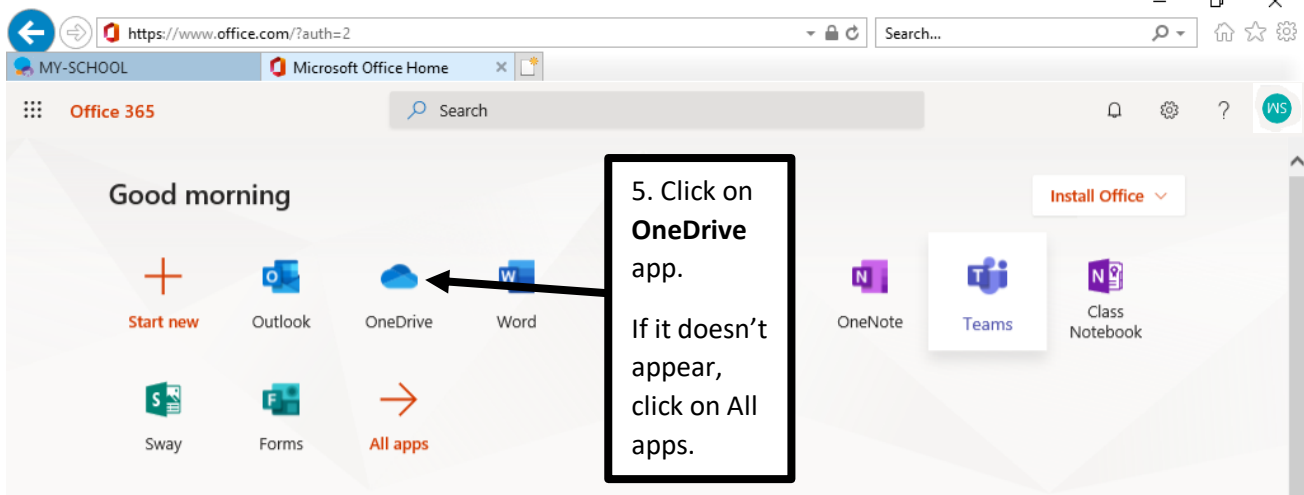 https://www.office.com/?auth=2
Search...
MY-SCHOOL
Microsoft Office Home
Office 365
Search
?
SM
Good morning
Install Office
5. Click on
OneDrive
app.
If it doesn’t
appear,
click on All
apps.
Start new
Outlook
OneDrive
Word
OneNote
Teams
Class
Notebook
Sway
Forms
All apps